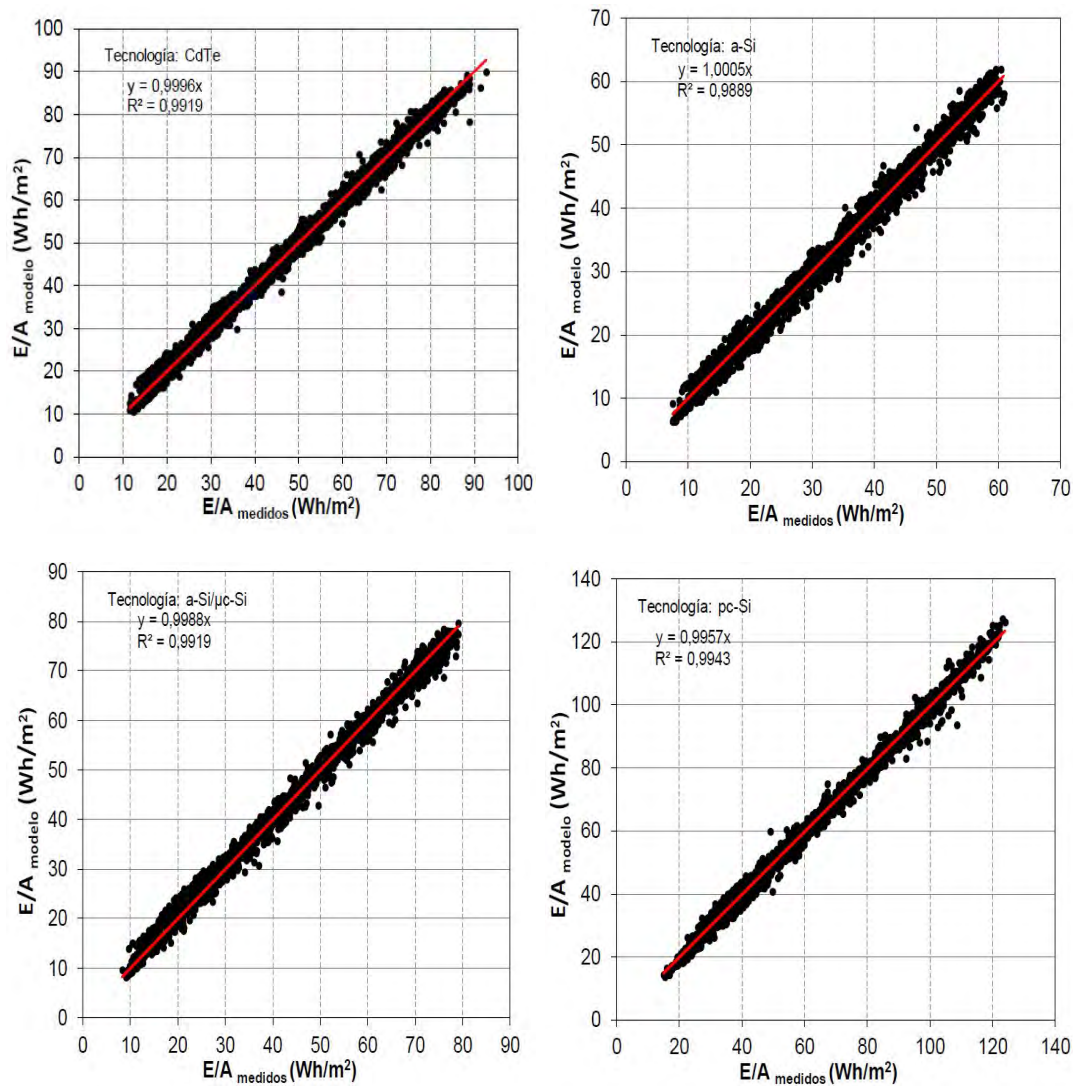 Tecnología: CdTe
y = 0,9996x
R² = 0,9919
100
90
80
70
60
50
40
30
20
10
0
E/A modelo (Wh/m²)
0 10 20 30 40 50 60 70 80 90 100
E/A medidos (Wh/m²)
Tecnología: a-Si
y = 1,0005x
R² = 0,9889
70
60
50
40
30
20
10
0
E/A modelo (Wh/m²)
0 10 20 30 40 50 60 70
E/A medidos (Wh/m²)
Tecnología: a-Si/µc-Si
y = 0,9988x
R² = 0,9919
90
80
70
60
50
40
30
20
10
0
E/A modelo (Wh/m²)
0 10 20 30 40 50 60 70 80 90
E/A medidos (Wh/m²)
Tecnología: pc-Si
y = 0,9957x
R² = 0,9943
140
120
100
80
60
40
20
0
E/A modelo (Wh/m²)
0 20 40 60 80 100 120 140
E/A medidos (Wh/m²)